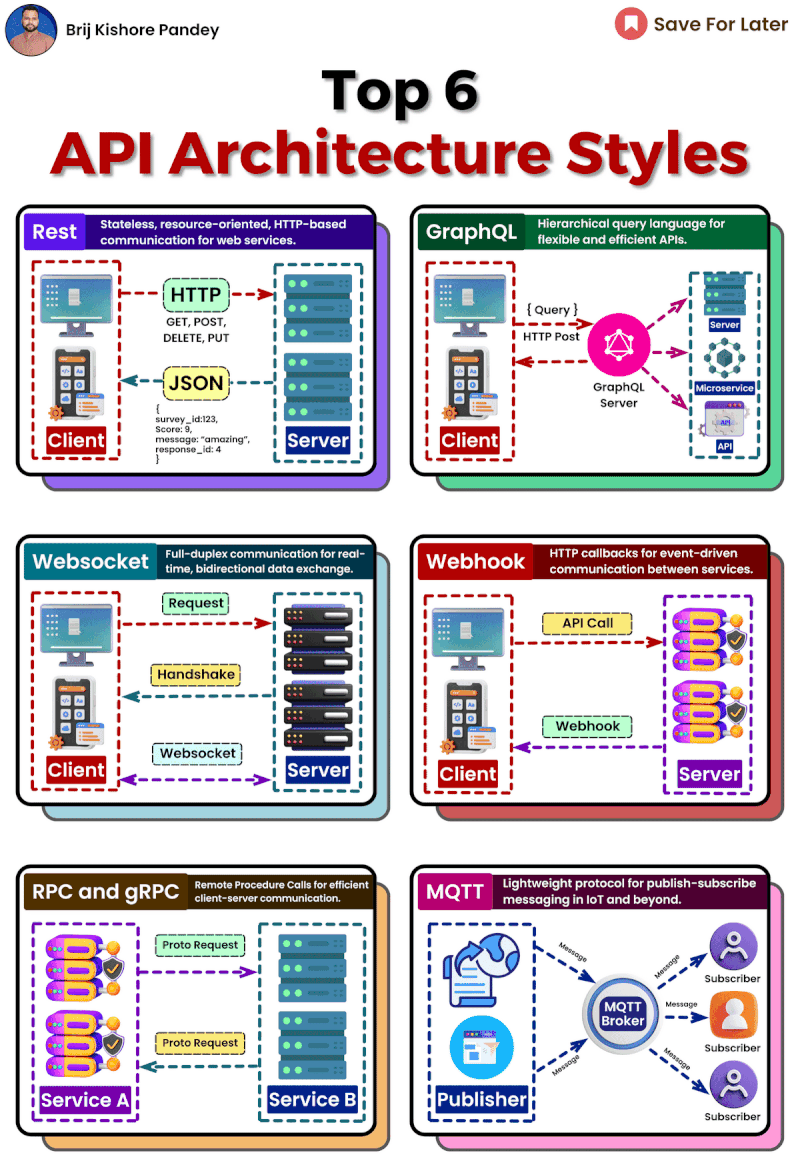 Brij Kishore Pandey
Save For Later
Top 6
API Architecture Styles
Rest
Stateless, resource-oriented, HTTP-based
communication for web services.
HTTP
GET, POST,
DELETE, PUT
JSON
{
survey_id:123,
Score: 9,
message: “amazing”,
response_id: 4
}
Client
Server
GraphQL
Hierarchical query language for
flexible and efficient APIs.
{ Query }
HTTP Post
GraphQL
Server
Client
Server
Microservice
API
API
Websocket
Full-duplex communication for real-
time, bidirectional data exchange.
Request
Handshake
Websocket
Client
Server
Webhook
HTTP callbacks for event-driven
communication between services.
API Call
Webhook
Client
Server
RPC and gRPC
Remote Procedure Calls for efficient
client-server communication.
Proto Request
Proto Request
Service A
Service B
MQTT
Lightweight protocol for publish-subscribe
messaging in IoT and beyond.
Message
Message
MQTT
Broker
Message
Message
Message
Subscriber
Subscriber
Subscriber
Publisher